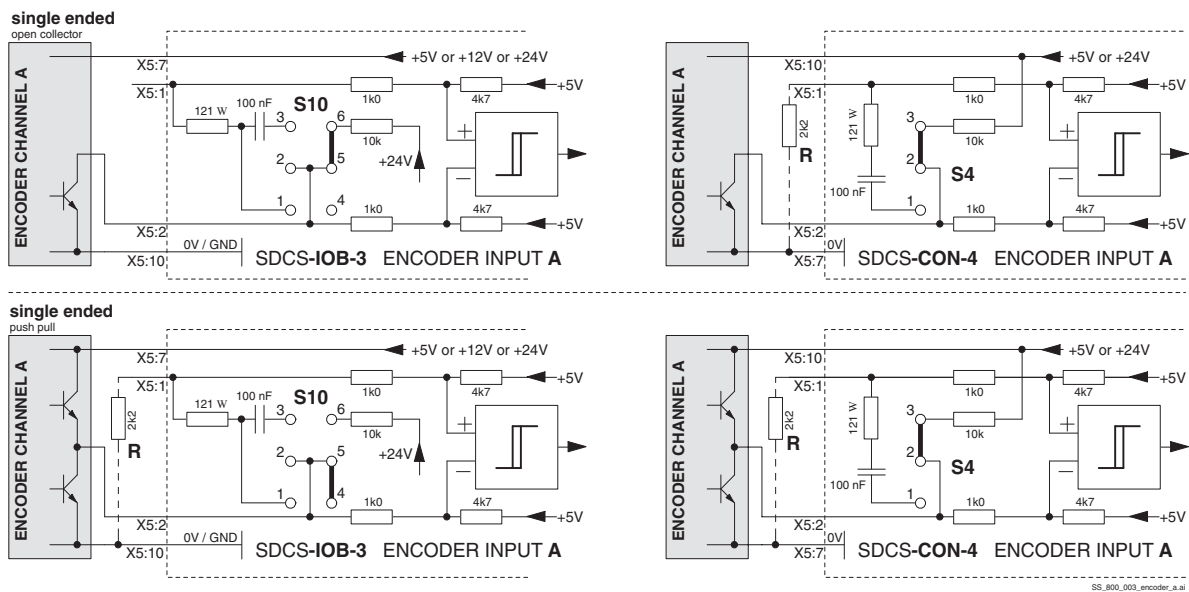 single ended
open collector
ENCODER CHANNEL A
X5:7
+5V or +12V or +24V
X5:1
1k0
4k7
+5V
121 W
100 nF
S10
3
6
10k
+24V
2
5
1
4
+
–
1k0
4k7
+5V
X5:2
0V / GND
X5:10
SDCS-IOB-3 ENCODER INPUT A
ENCODER CHANNEL A
X5:10
+5V or +24V
X5:1
1k0
4k7
+5V
2k2
R
121 W
100 nF
3
10k
2
S4
1
+
–
1k0
4k7
+5V
X5:2
0V
X5:7
SDCS-CON-4 ENCODER INPUT A
single ended
push pull
ENCODER CHANNEL A
X5:7
+5V or +12V or +24V
X5:1
1k0
4k7
+5V
2k2
R
121 W
100 nF
S10
3
6
10k
+24V
2
5
1
4
+
–
1k0
4k7
+5V
X5:2
0V / GND
X5:10
SDCS-IOB-3 ENCODER INPUT A
ENCODER CHANNEL A
X5:10
+5V or +24V
X5:1
1k0
4k7
+5V
2k2
R
121 W
100 nF
3
10k
2
S4
1
+
–
1k0
4k7
+5V
X5:2
0V
X5:7
SDCS-CON-4 ENCODER INPUT A
SS_800_003_encoder_a.ai